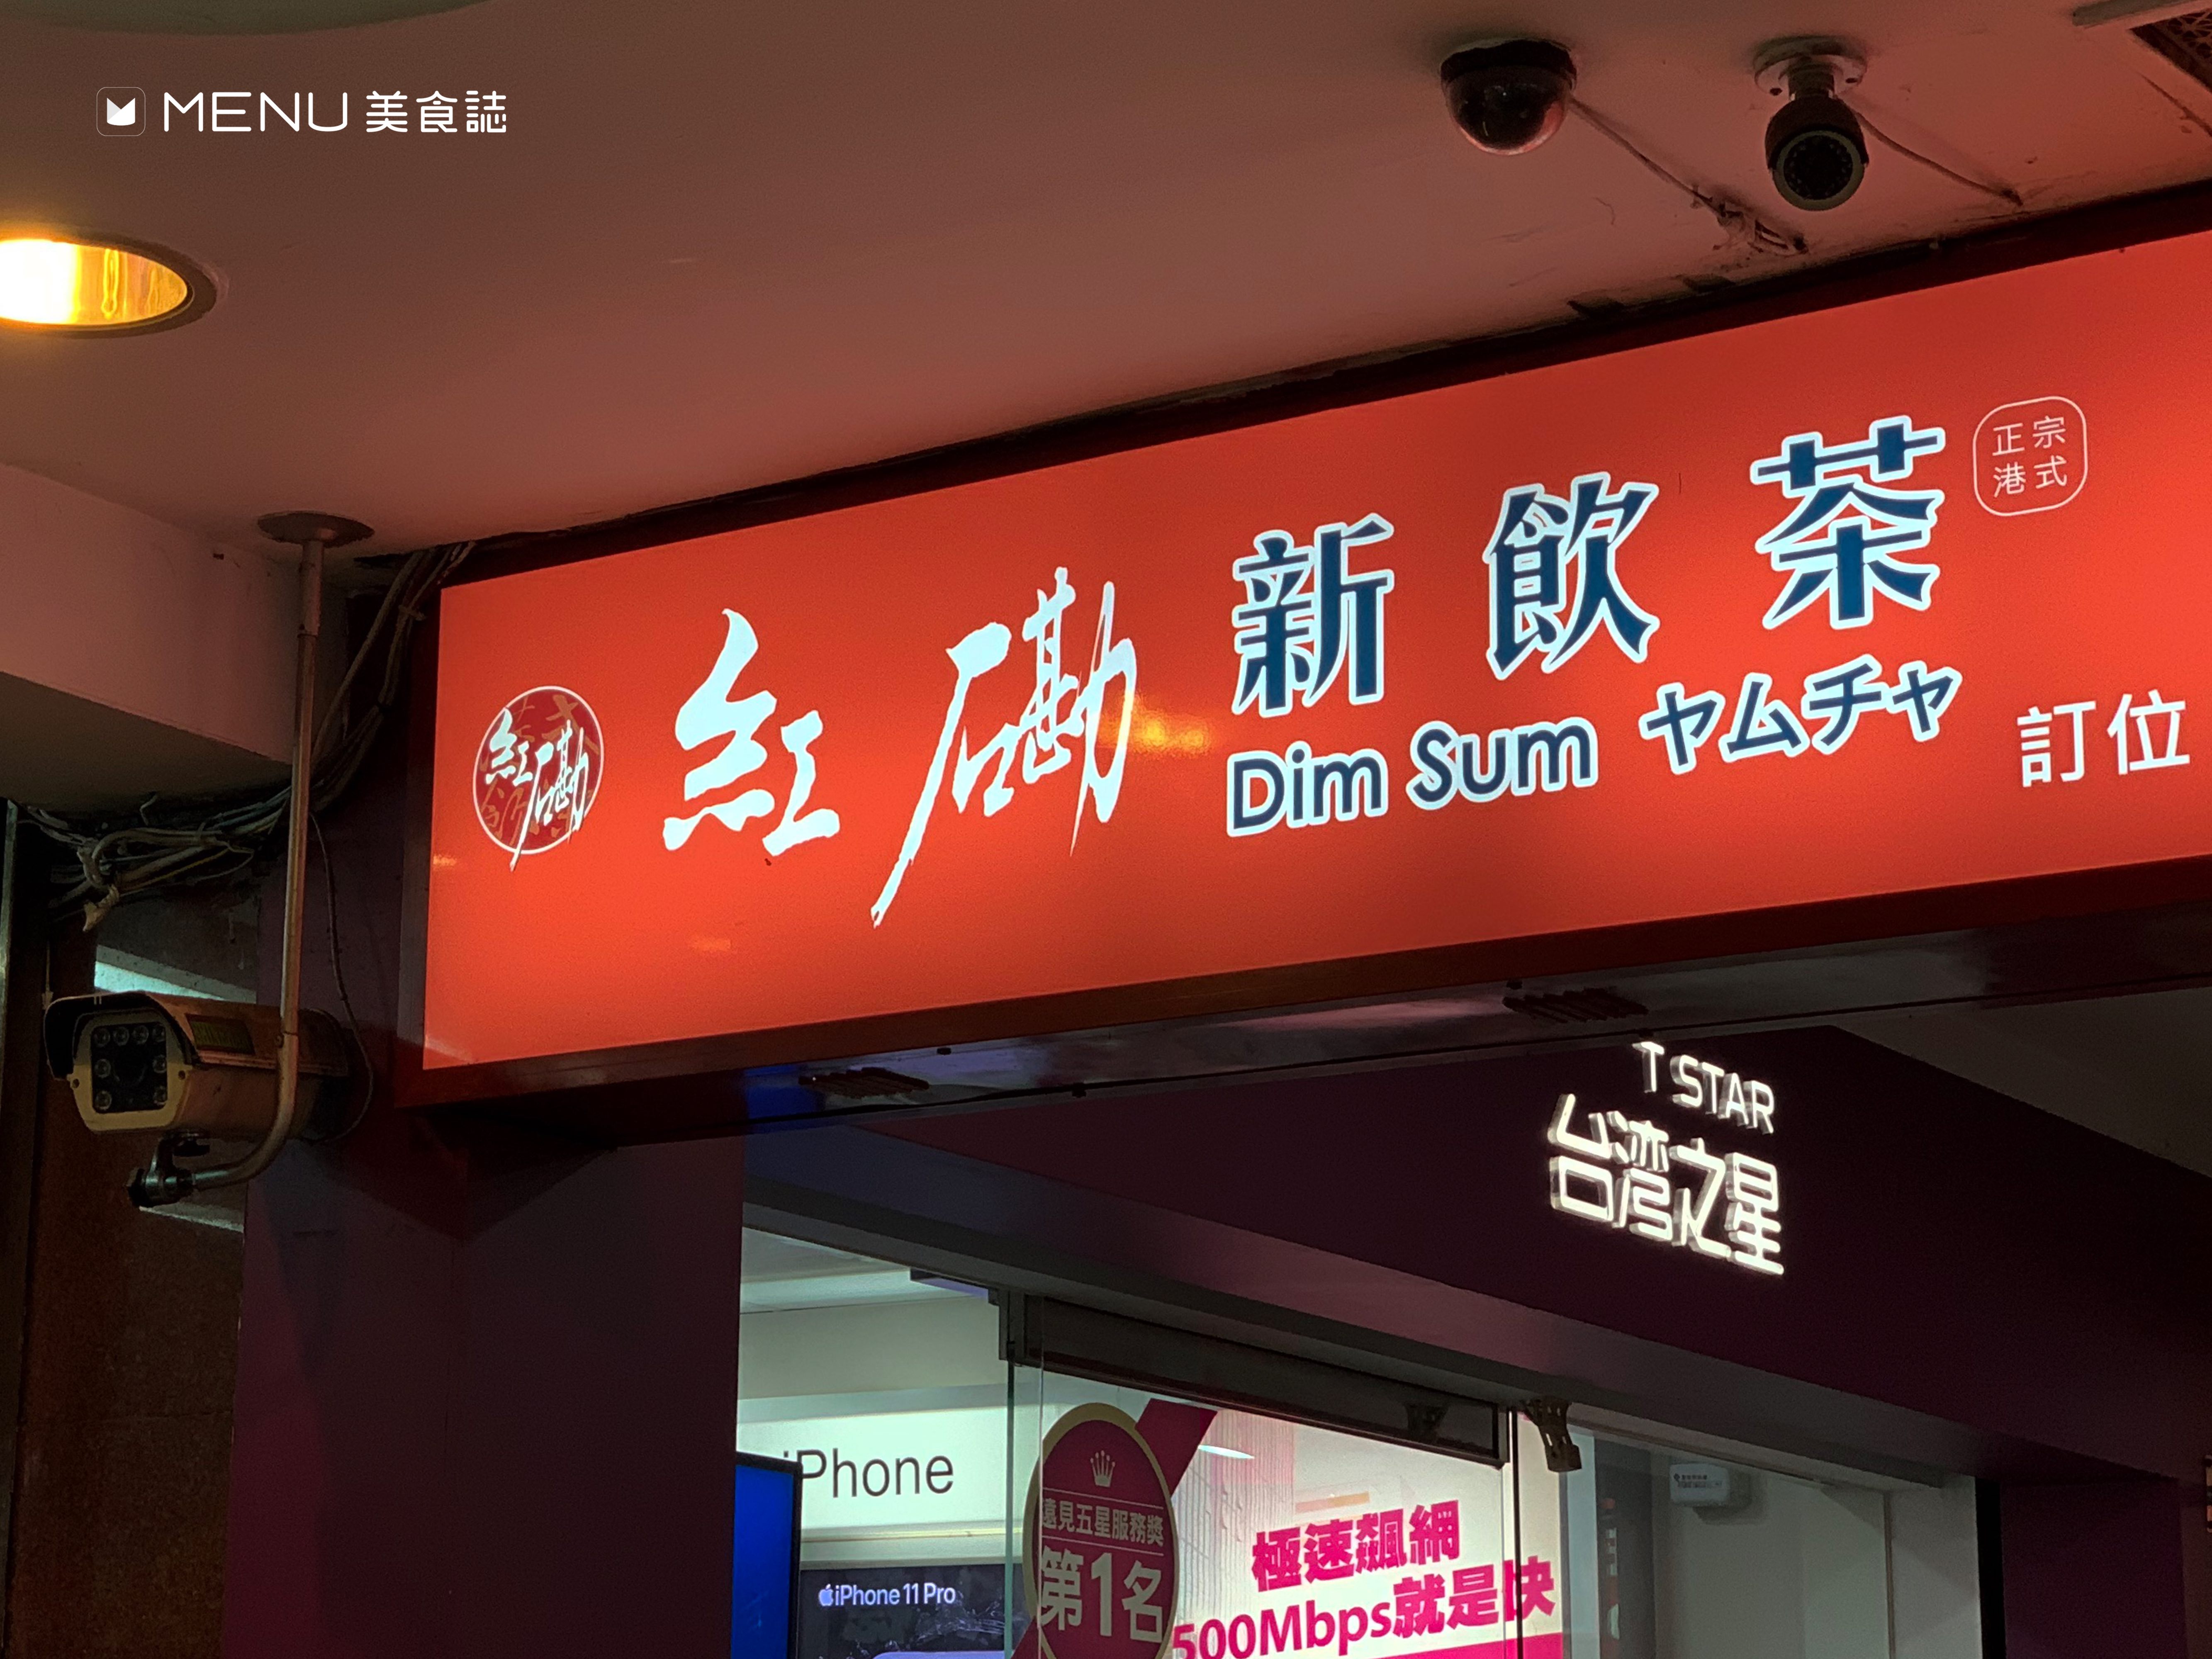 MENU 美食誌
紅磡
紅磡 新飲茶
正宗
港式
Dim Sum ヤムチャ 訂位
T STAR
台灣之星
iPhone
遠見五星服務獎
第1名
iPhone 11 Pro
極速飆網
500Mbps就是快